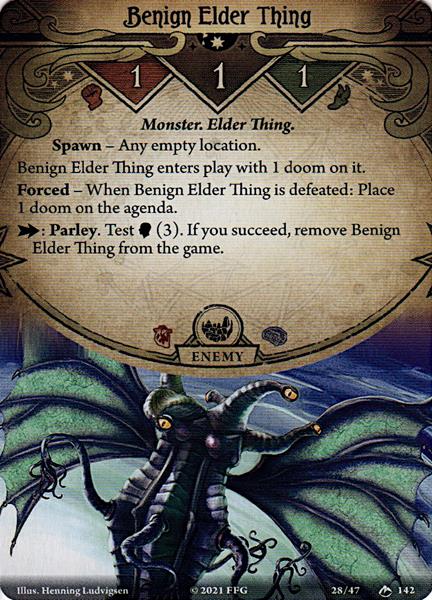 Benign Elder Thing
1 1 1
Monster. Elder Thing.
Spawn – Any empty location.
Benign Elder Thing enters play with 1 doom on it.
Forced – When Benign Elder Thing is defeated: Place
1 doom on the agenda.
: Parley. Test (3). If you succeed, remove Benign
Elder Thing from the game.
ENEMY
Illus. Henning Ludvigsen © 2021 FFG 28/47 142